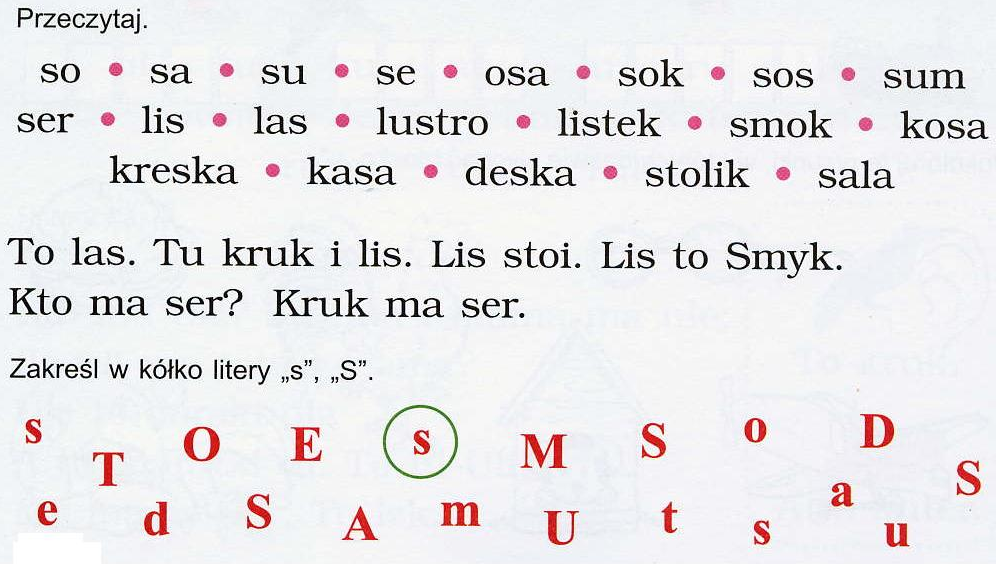 Przeczytaj.
so • sa • su • se • osa • sok • sos • sum
ser • lis • las • lustro • listek • smok • kosa
kreska • kasa • deska • stolik • sala
To las. Tu kruk i lis. Lis stoi. Lis to Smyk.
Kto ma ser? Kruk ma ser.
Zakreśl w kółko litery „s”, „S”.
s T O E s M S o D S
e d S A m U t s a u